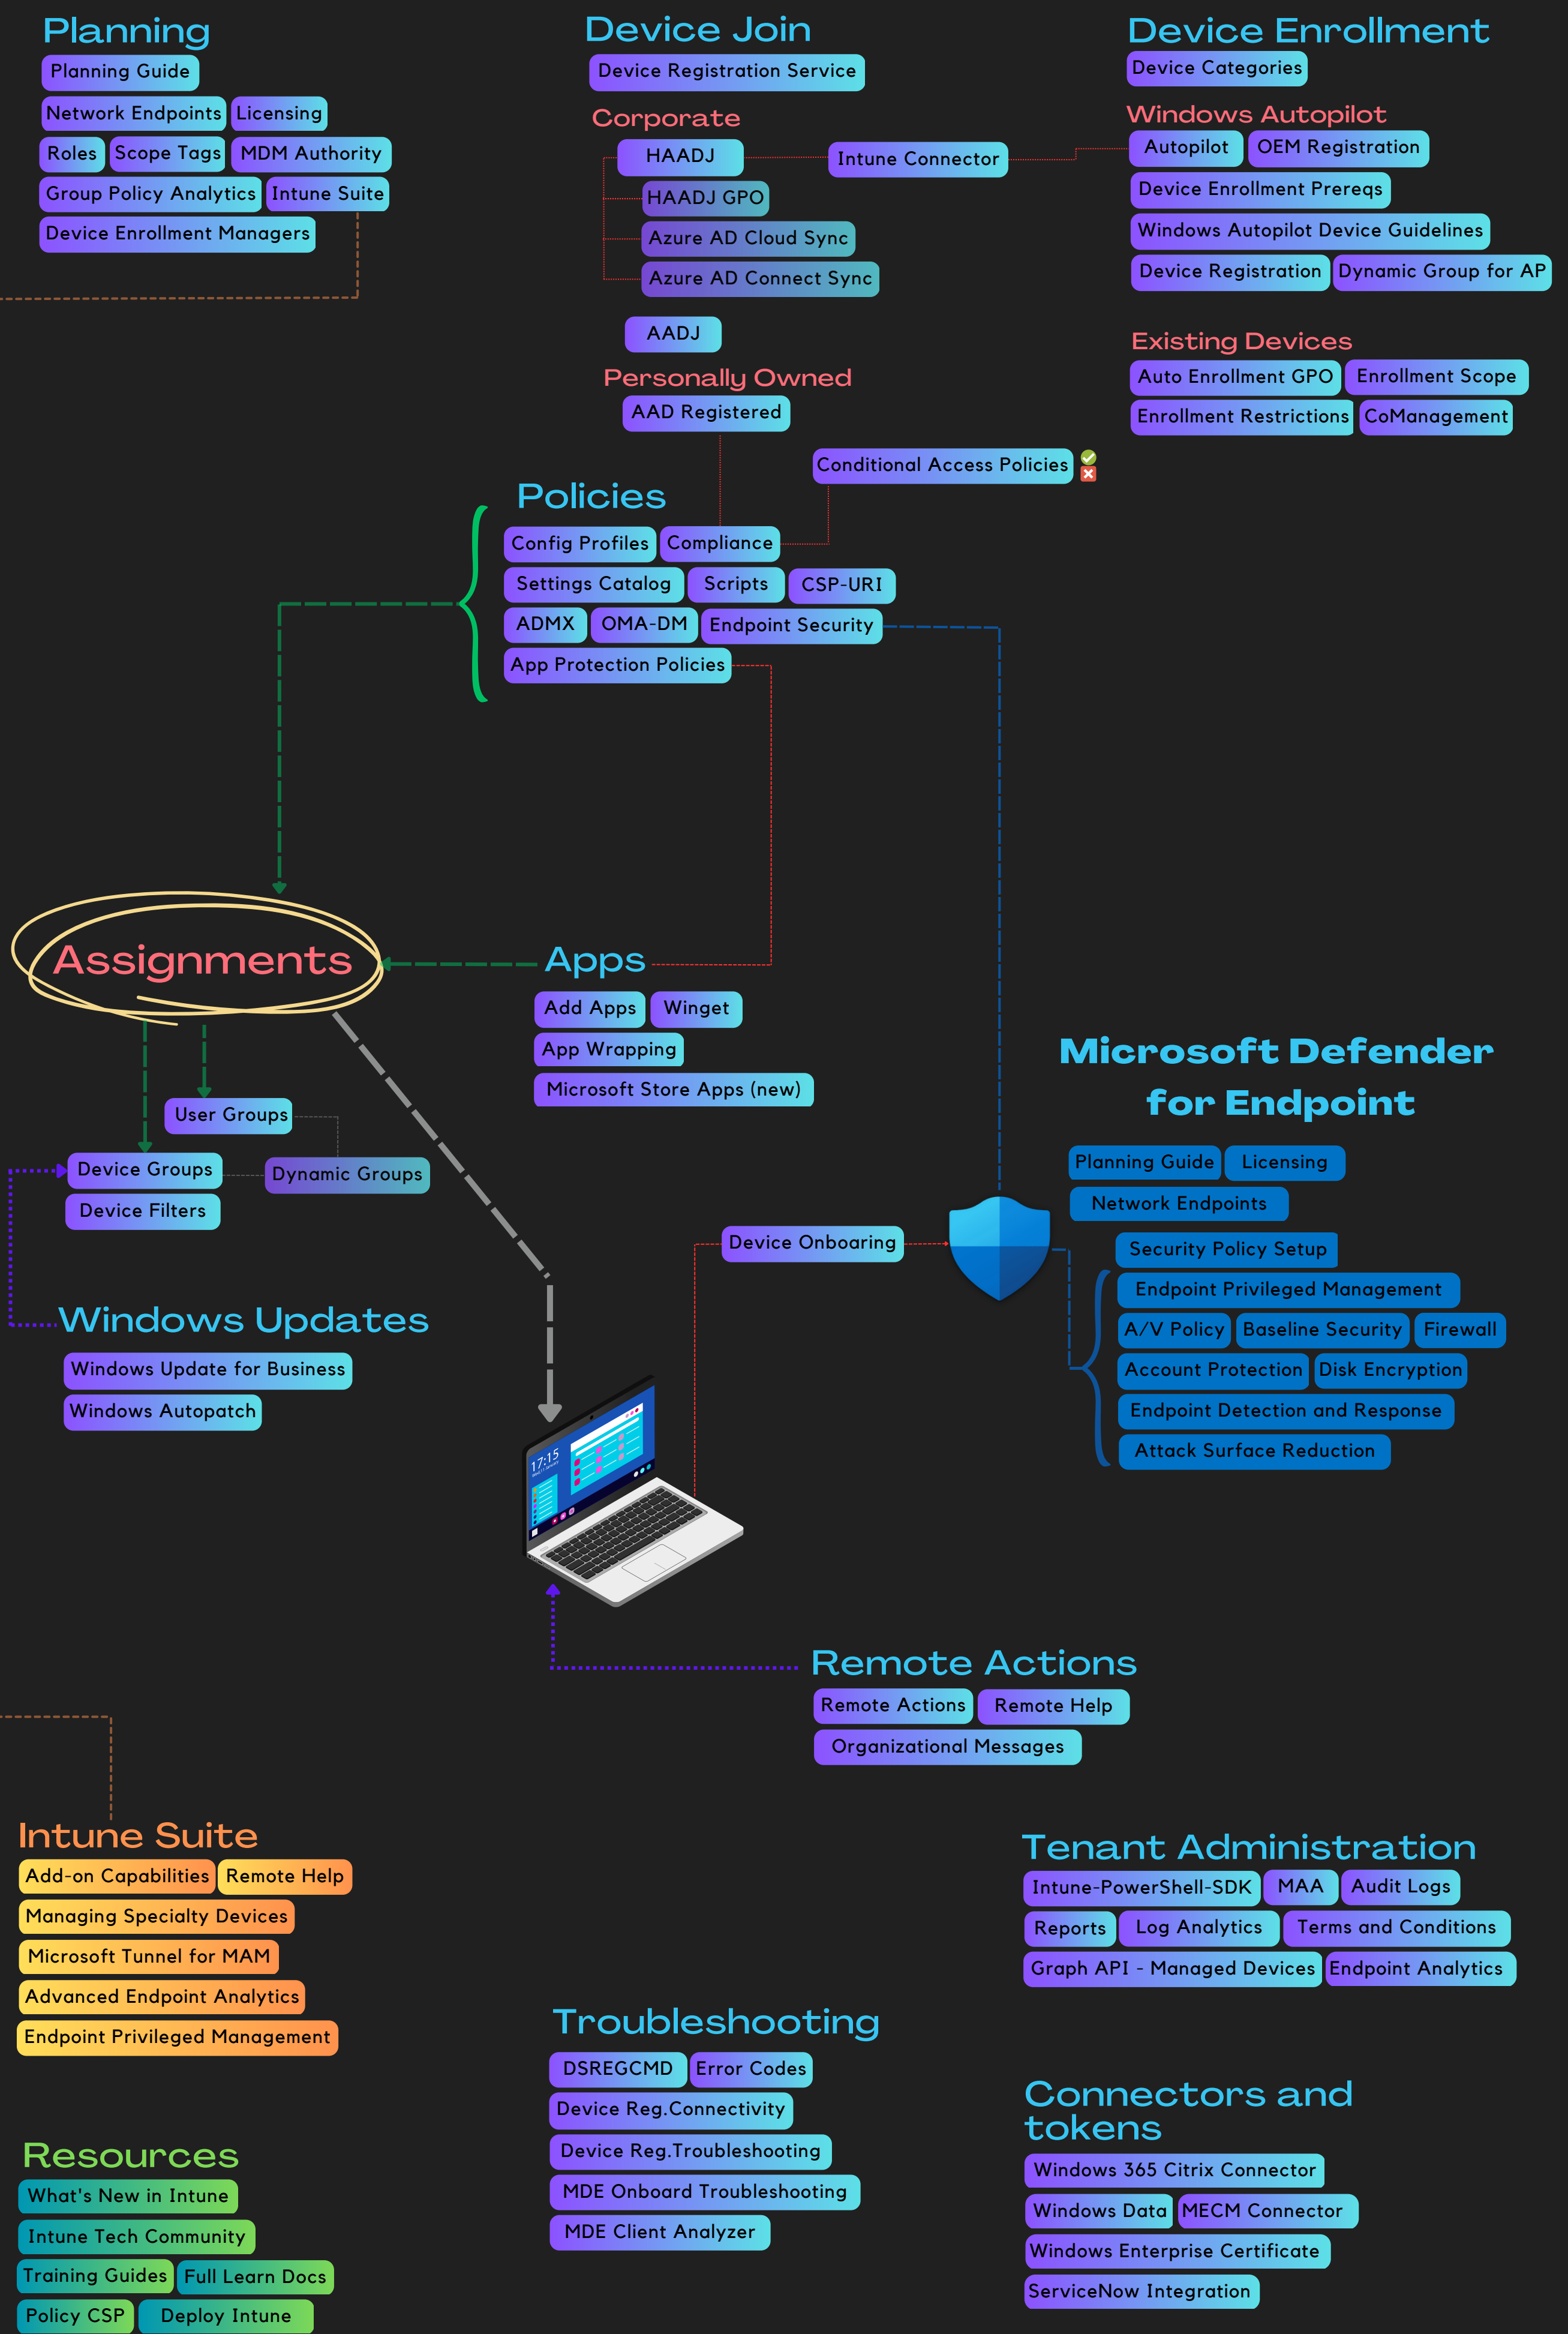 Planning
Planning Guide
Network Endpoints
Licensing
Roles
Scope Tags
MDM Authority
Group Policy Analytics
Intune Suite
Device Enrollment Managers
Device Join
Device Registration Service
Corporate
HAADJ
Intune Connector
HAADJ GPO
Azure AD Cloud Sync
Azure AD Connect Sync
AADJ
Personally Owned
AAD Registered
Device Enrollment
Device Categories
Windows Autopilot
Autopilot
OEM Registration
Device Enrollment Prereqs
Windows Autopilot Device Guidelines
Device Registration
Dynamic Group for AP
Existing Devices
Auto Enrollment GPO
Enrollment Scope
Enrollment Restrictions
CoManagement
Conditional Access Policies
Policies
Config Profiles
Compliance
Settings Catalog
Scripts
CSP-URI
ADMX
OMA-DM
Endpoint Security
App Protection Policies
Assignments
Apps
Add Apps
Winget
App Wrapping
Microsoft Store Apps (new)
User Groups
Device Groups
Dynamic Groups
Device Filters
Microsoft Defender
for Endpoint
Planning Guide
Licensing
Network Endpoints
Device Onboaring
Security Policy Setup
Endpoint Privileged Management
A/V Policy
Baseline Security
Firewall
Account Protection
Disk Encryption
Endpoint Detection and Response
Attack Surface Reduction
Windows Updates
Windows Update for Business
Windows Autopatch
17:15
Remote Actions
Remote Actions
Remote Help
Organizational Messages
Intune Suite
Add-on Capabilities
Remote Help
Managing Specialty Devices
Microsoft Tunnel for MAM
Advanced Endpoint Analytics
Endpoint Privileged Management
Tenant Administration
Intune-PowerShell-SDK
MAA
Audit Logs
Reports
Log Analytics
Terms and Conditions
Graph API - Managed Devices
Endpoint Analytics
Troubleshooting
DSREGCMD
Error Codes
Device Reg.Connectivity
Device Reg.Troubleshooting
MDE Onboard Troubleshooting
MDE Client Analyzer
Connectors and
tokens
Windows 365 Citrix Connector
Windows Data
MECM Connector
Windows Enterprise Certificate
ServiceNow Integration
Resources
What's New in Intune
Intune Tech Community
Training Guides
Full Learn Docs
Policy CSP
Deploy Intune